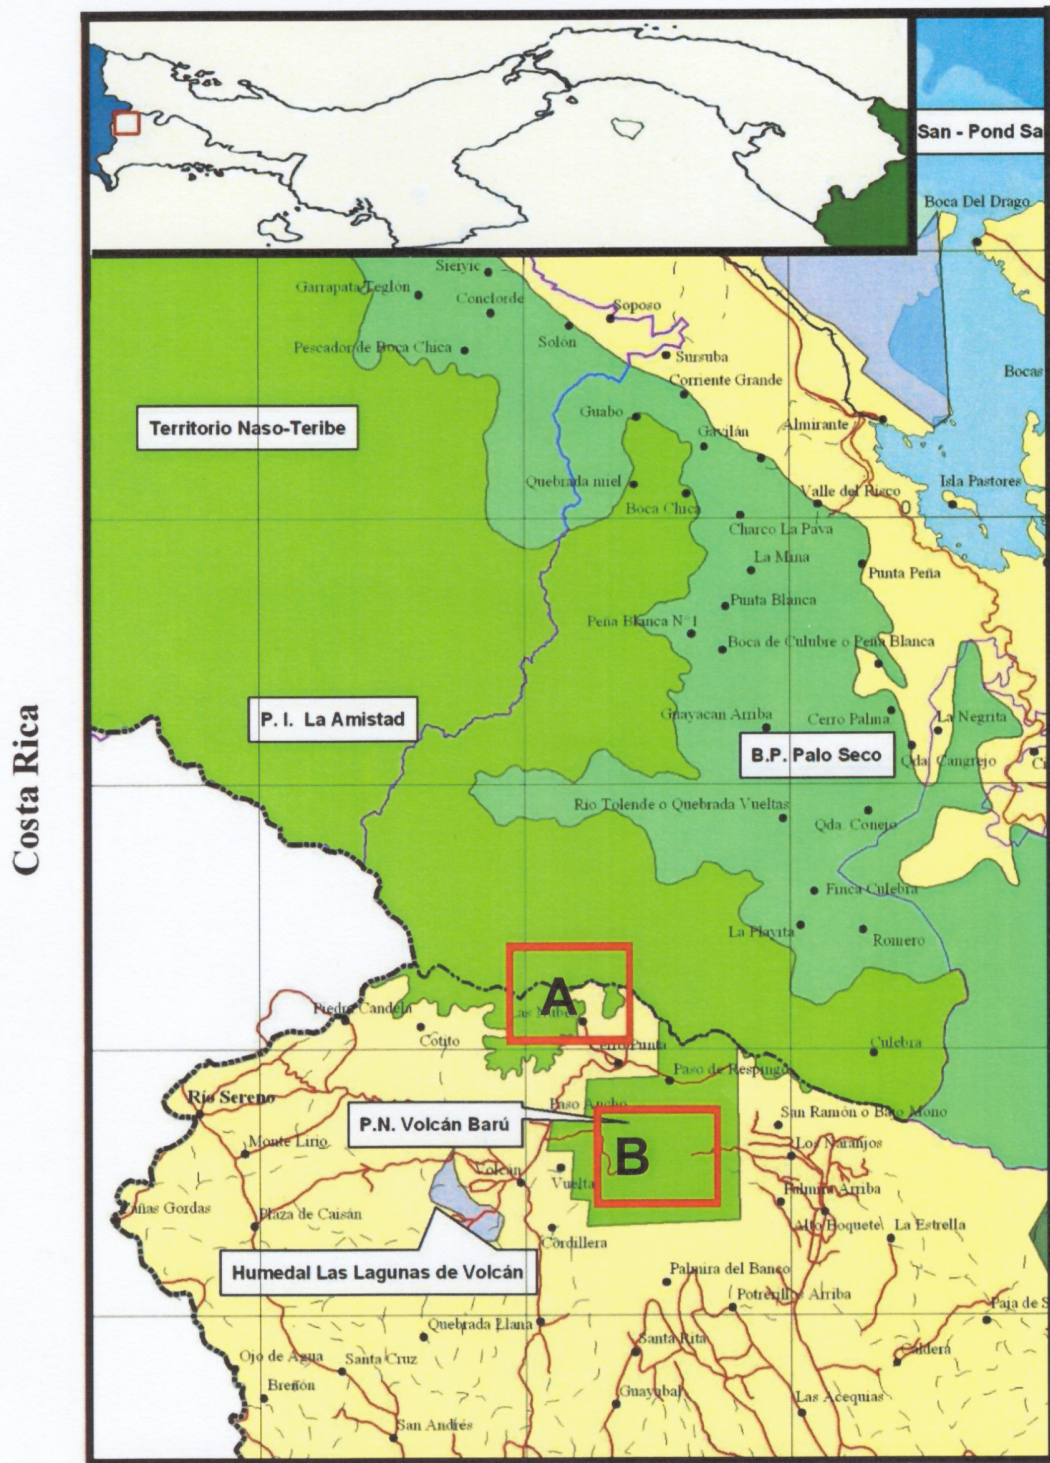 San - Pond Sa
Boca Del Drago
Sieiyic
Garrapata-Teglón
Conclorde
Soposo
Solón
Pescador de Boca Chica
Sursuba
Bocas
Corriente Grande
Territorio Naso-Teribe
Guabo
Almirante
Gavilán
Quebrada miel
Isla Pastores
Valle del Risco
Boca Chica
0
Charco La Pava
La Mina
Punta Peña
Punta Blanca
Peña Blanca N°1
Boca de Culubre o Peña Blanca
P. I. La Amistad
Guayacan Arriba
Cerro Palma
La Negrita
B.P. Palo Seco
Qda. Cangrejo
Costa Rica
Rio Tolende o Quebrada Vueltas
Qda. Conejo
Finca Culebra
La Playita
Romero
A
Piedra Candela
Cotito
Culebra
Cerro Punta
Paso de Respingo
Río Sereno
Paso Ancho
San Ramón o Bajo Mono
P.N. Volcán Barú
Monte Lirio
B
Los Naranjos
Volcán
Vuelta
Palmira Arriba
Plaza de Caisán
Alto Boquete
La Estrella
Cordillera
Humedal Las Lagunas de Volcán
Palmira del Banco
Potrerillos Arriba
Paja de S
Quebrada Llana
Santa Rita
Caldera
Ojo de Agua
Santa Cruz
Breñón
Guayabal
Las Acequias
San Andrés